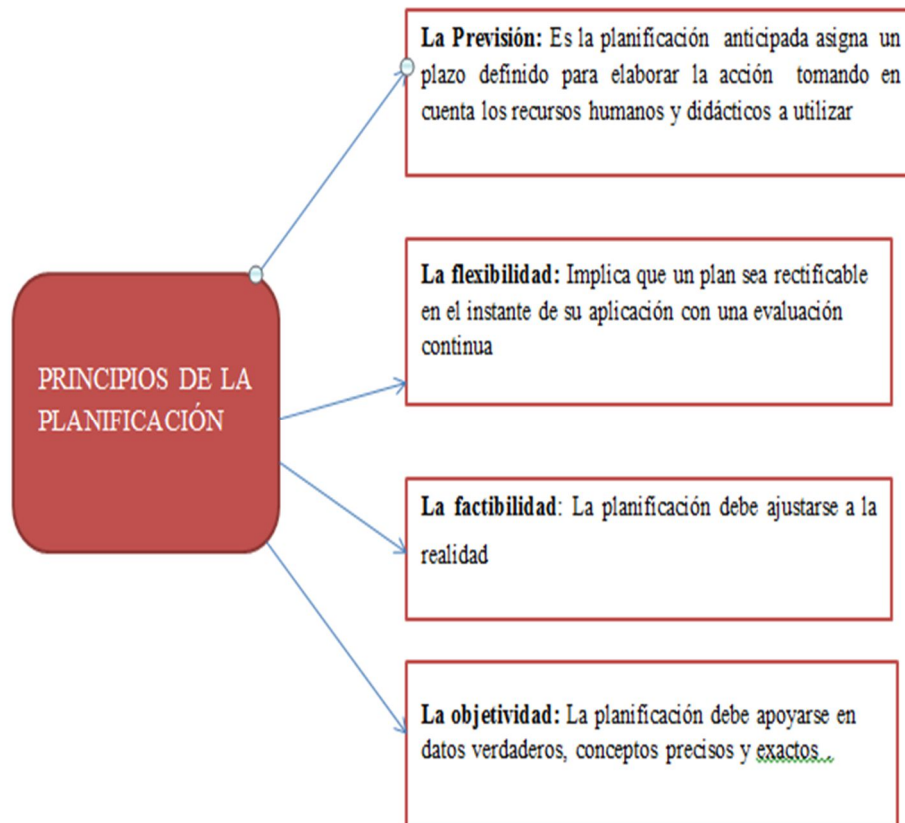 La Previsión: Es la planificación anticipada asigna un
plazo definido para elaborar la acción tomando en
cuenta los recursos humanos y didácticos a utilizar
La flexibilidad: Implica que un plan sea rectificable
en el instante de su aplicación con una evaluación
continua
PRINCIPIOS DE LA
PLANIFICACIÓN
La factibilidad: La planificación debe ajustarse a la
realidad
La objetividad: La planificación debe apoyarse en
datos verdaderos, conceptos precisos y exactos .